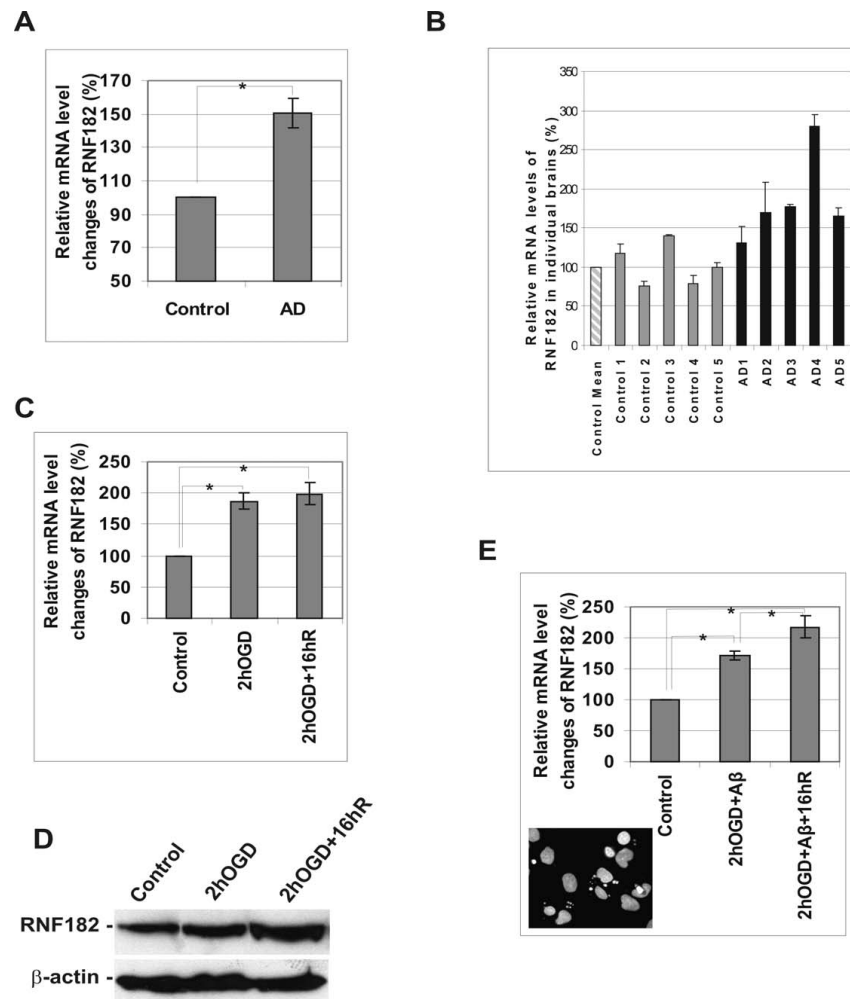 A
Relative mRNA level
changes of RNF182 (%)
170
150
130
110
90
70
50
*
Control
AD
B
Relative mRNA levels of
RNF182 in individual brains (%)
350
300
250
200
150
100
50
0
Control Mean
Control 1
Control 2
Control 3
Control 4
Control 5
AD1
AD2
AD3
AD4
AD5
C
Relative mRNA level
changes of RNF182 (%)
250
200
150
100
50
0
*
*
Control
2hOGD
2hOGD+16hR
D
Control
2hOGD
2hOGD+16hR
RNF182 -
β-actin -
E
Relative mRNA level
changes of RNF182 (%)
250
200
150
100
50
0
*
*
*
Control
2hOGD+Aβ
2hOGD+Aβ+16hR